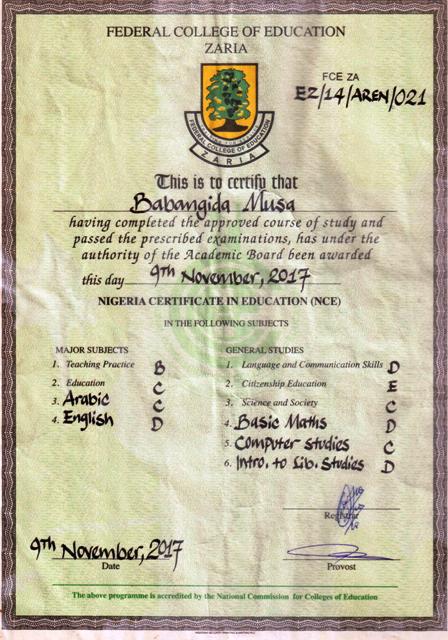 FEDERAL COLLEGE OF EDUCATION
ZARIA
FCE ZA
EZ/14/AREN/021
FEDERAL COLLEGE OF EDUCATION
ZARIA
This is to certify that
Babangida Musa
having completed the approved course of study and
passed the prescribed examinations, has under the
authority of the Academic Board been awarded
this day 9th November, 2017
NIGERIA CERTIFICATE IN EDUCATION (NCE)
IN THE FOLLOWING SUBJECTS
MAJOR SUBJECTS
1. Teaching Practice B
2. Education C
3. Arabic C
4. English D
GENERAL STUDIES
1. Language and Communication Skills D
2. Citizenship Education E
3. Science and Society C
4. Basic Maths D
5. Computer studies C
6. Intro. to Lib. Studies D
Registrar
9th November, 2017
Date
Provost
The above programme is accredited by the National Commission for Colleges of Education